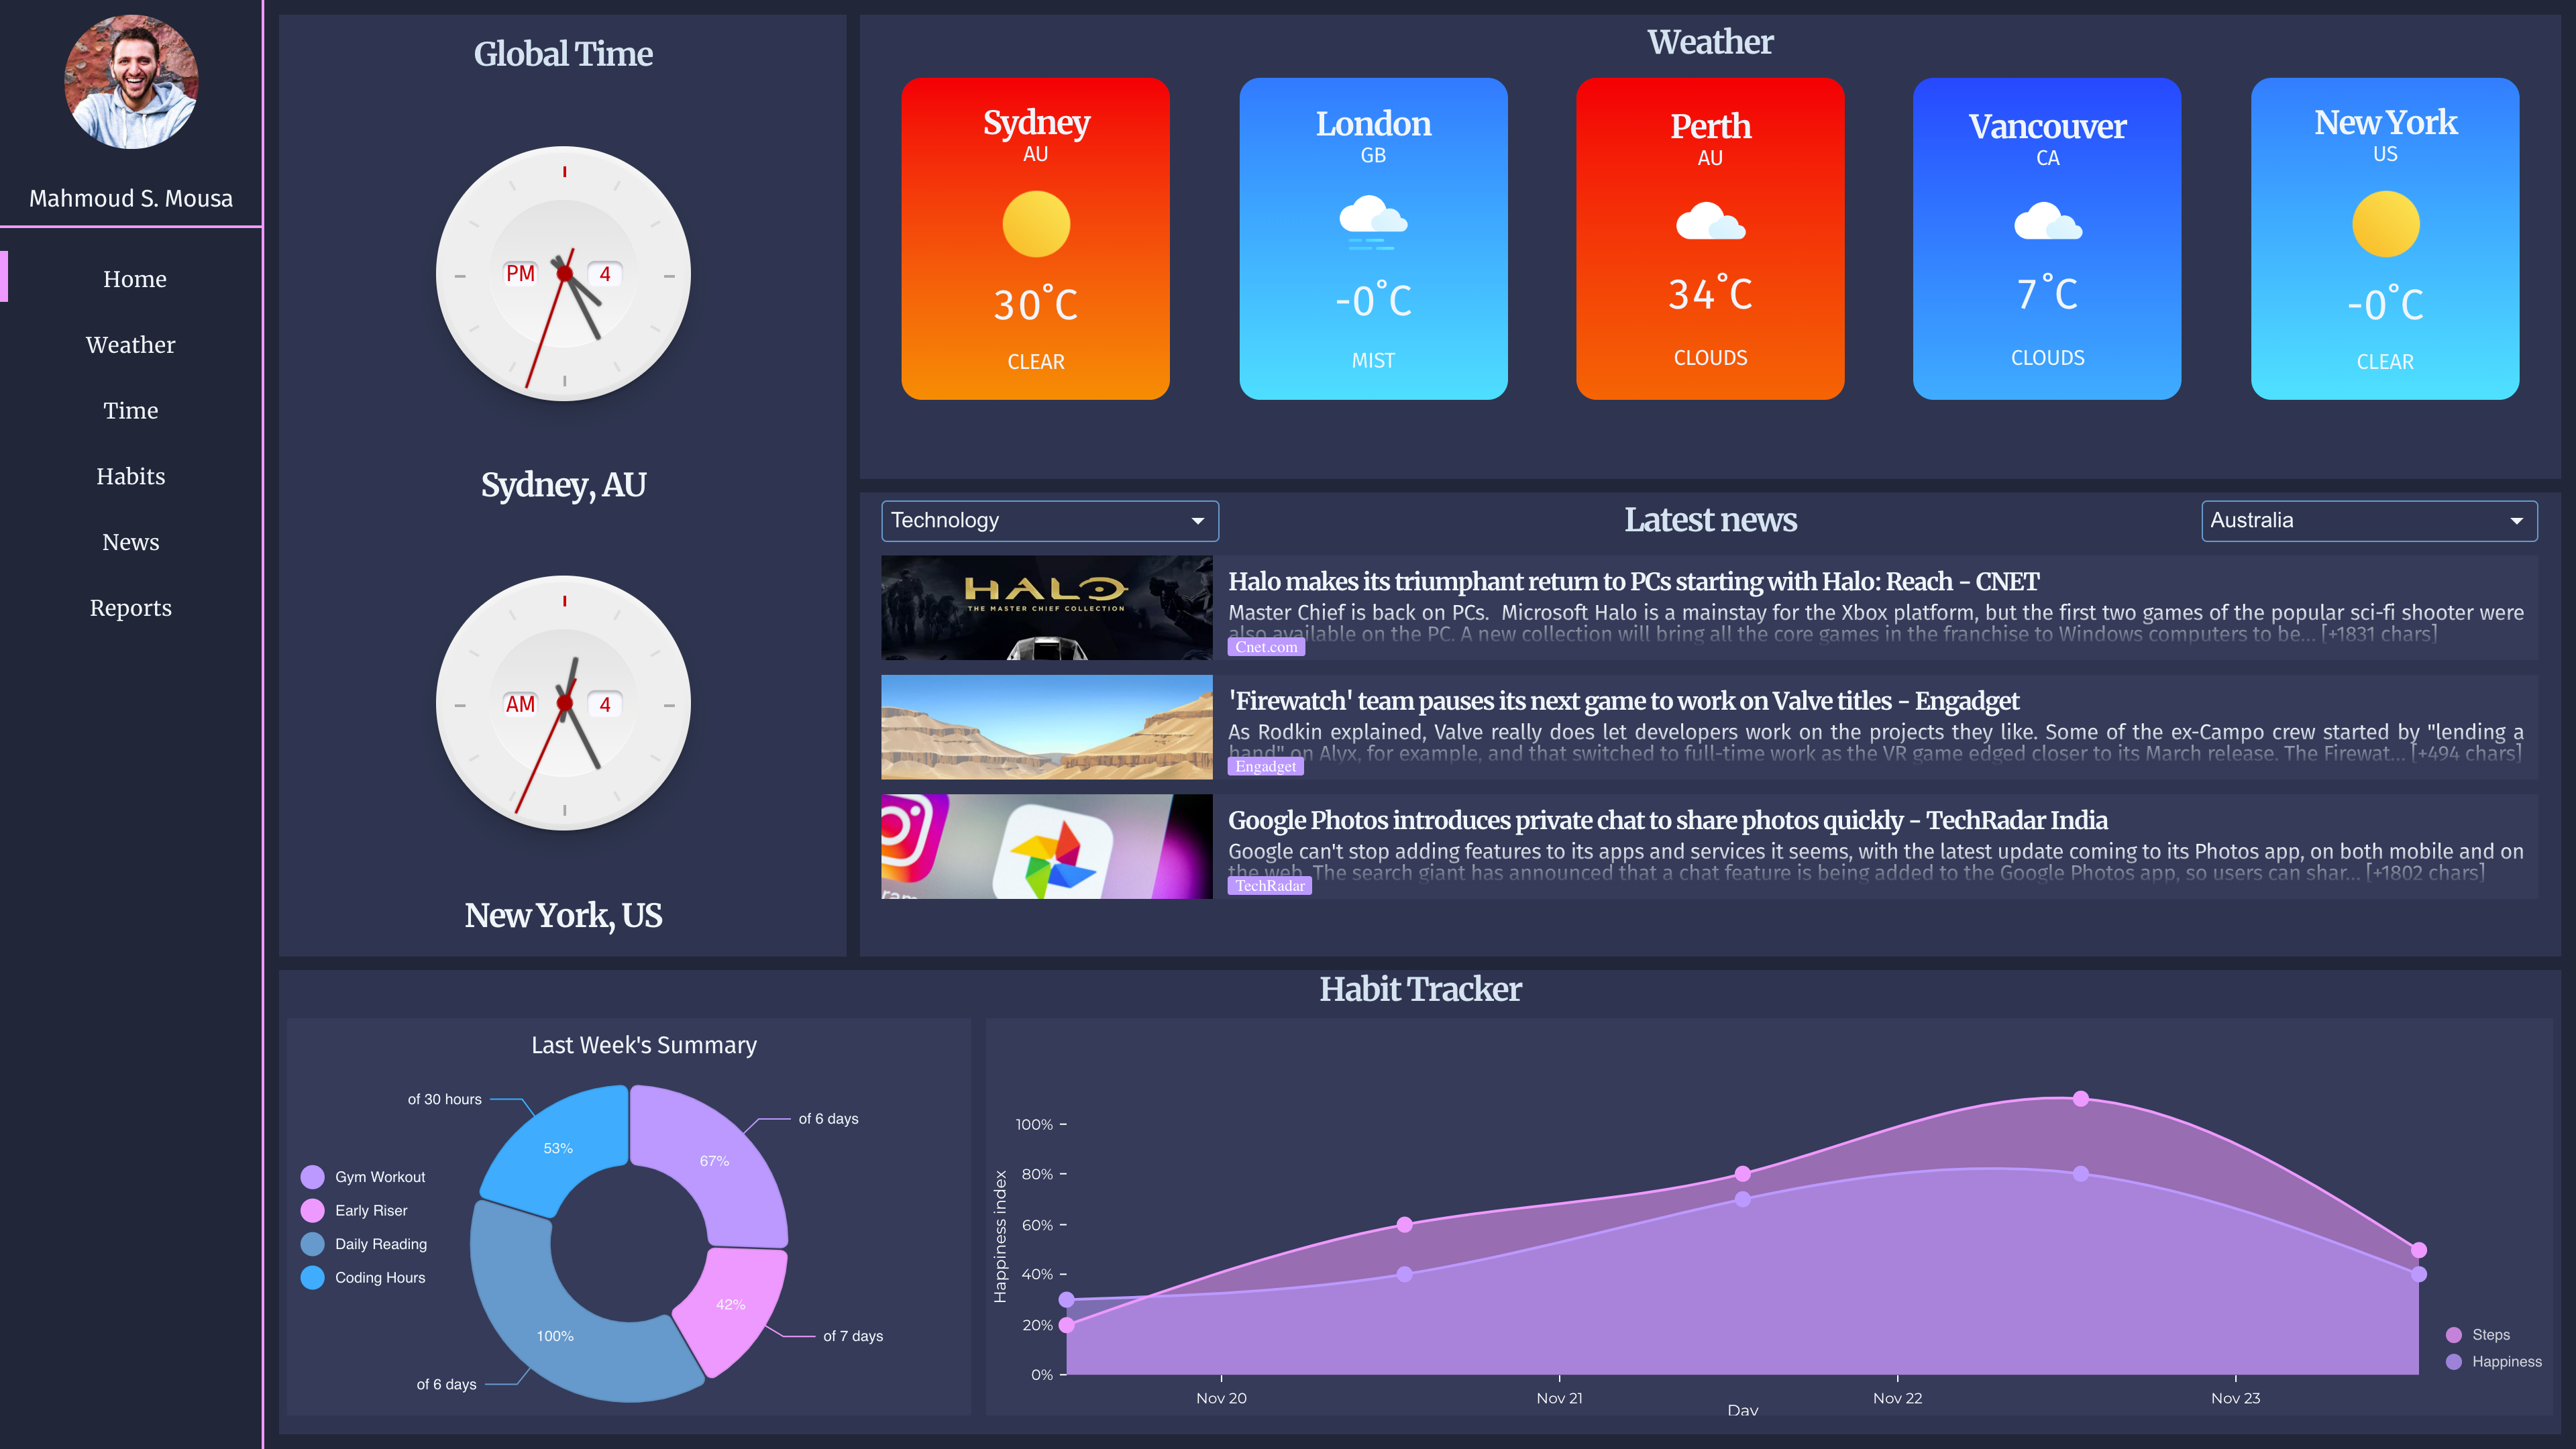 Mahmoud S. Mousa
Home
Weather
Time
Habits
News
Reports
Global Time
PM
4
Sydney, AU
AM
4
New York, US
Weather
Sydney
AU
30°C
CLEAR
London
GB
-0°C
MIST
Perth
AU
34°C
CLOUDS
Vancouver
CA
7°C
CLOUDS
New York
US
-0°C
CLEAR
Technology
Latest news
Australia
HALO
THE MASTER CHIEF COLLECTION
Halo makes its triumphant return to PCs starting with Halo: Reach - CNET
Master Chief is back on PCs. Microsoft Halo is a mainstay for the Xbox platform, but the first two games of the popular sci-fi shooter were
also available on the PC. A new collection will bring all the core games in the franchise to Windows computers to be... [+1831 chars]
Cnet.com
'Firewatch' team pauses its next game to work on Valve titles - Engadget
As Rodkin explained, Valve really does let developers work on the projects they like. Some of the ex-Campo crew started by "lending a
hand" on Alyx, for example, and that switched to full-time work as the VR game edged closer to its March release. The Firewat... [+494 chars]
Engadget
Google Photos introduces private chat to share photos quickly - TechRadar India
Google can't stop adding features to its apps and services it seems, with the latest update coming to its Photos app, on both mobile and on
the web. The search giant has announced that a chat feature is being added to the Google Photos app, so users can shar... [+1802 chars]
TechRadar
Habit Tracker
Last Week's Summary
of 30 hours
of 6 days
53%
67%
Gym Workout
Early Riser
Daily Reading
Coding Hours
42%
100%
of 7 days
of 6 days
Happiness index
100%
80%
60%
40%
20%
0%
Nov 20
Nov 21
Nov 22
Nov 23
Day
Steps
Happiness